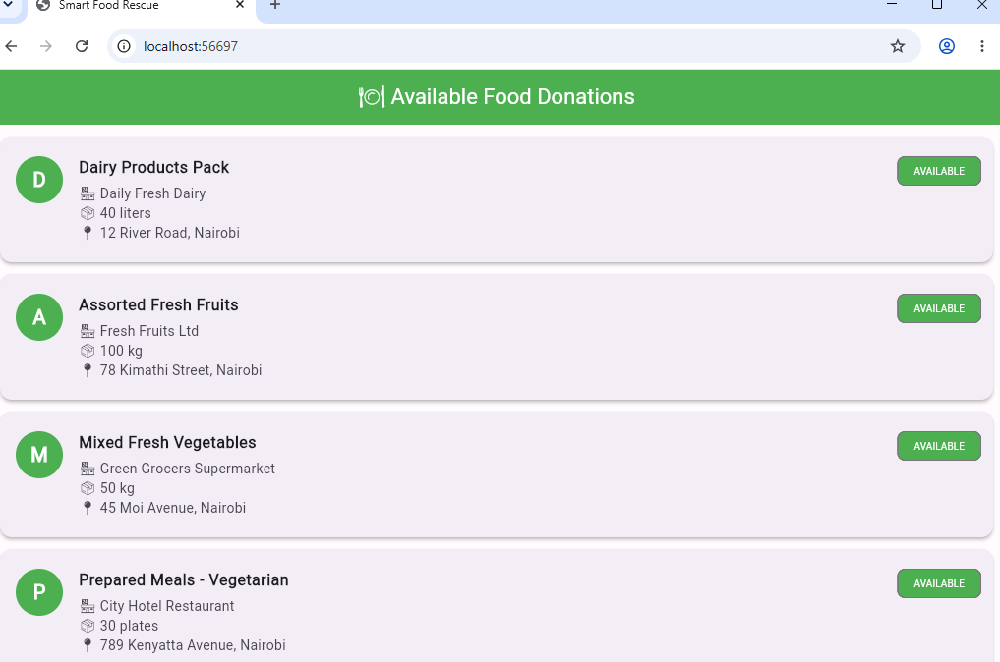 Smart Food Rescue
localhost:56697
Available Food Donations
D
Dairy Products Pack
AVAILABLE
Daily Fresh Dairy
40 liters
12 River Road, Nairobi
A
Assorted Fresh Fruits
AVAILABLE
Fresh Fruits Ltd
100 kg
78 Kimathi Street, Nairobi
M
Mixed Fresh Vegetables
AVAILABLE
Green Grocers Supermarket
50 kg
45 Moi Avenue, Nairobi
P
Prepared Meals - Vegetarian
AVAILABLE
City Hotel Restaurant
30 plates
789 Kenyatta Avenue, Nairobi